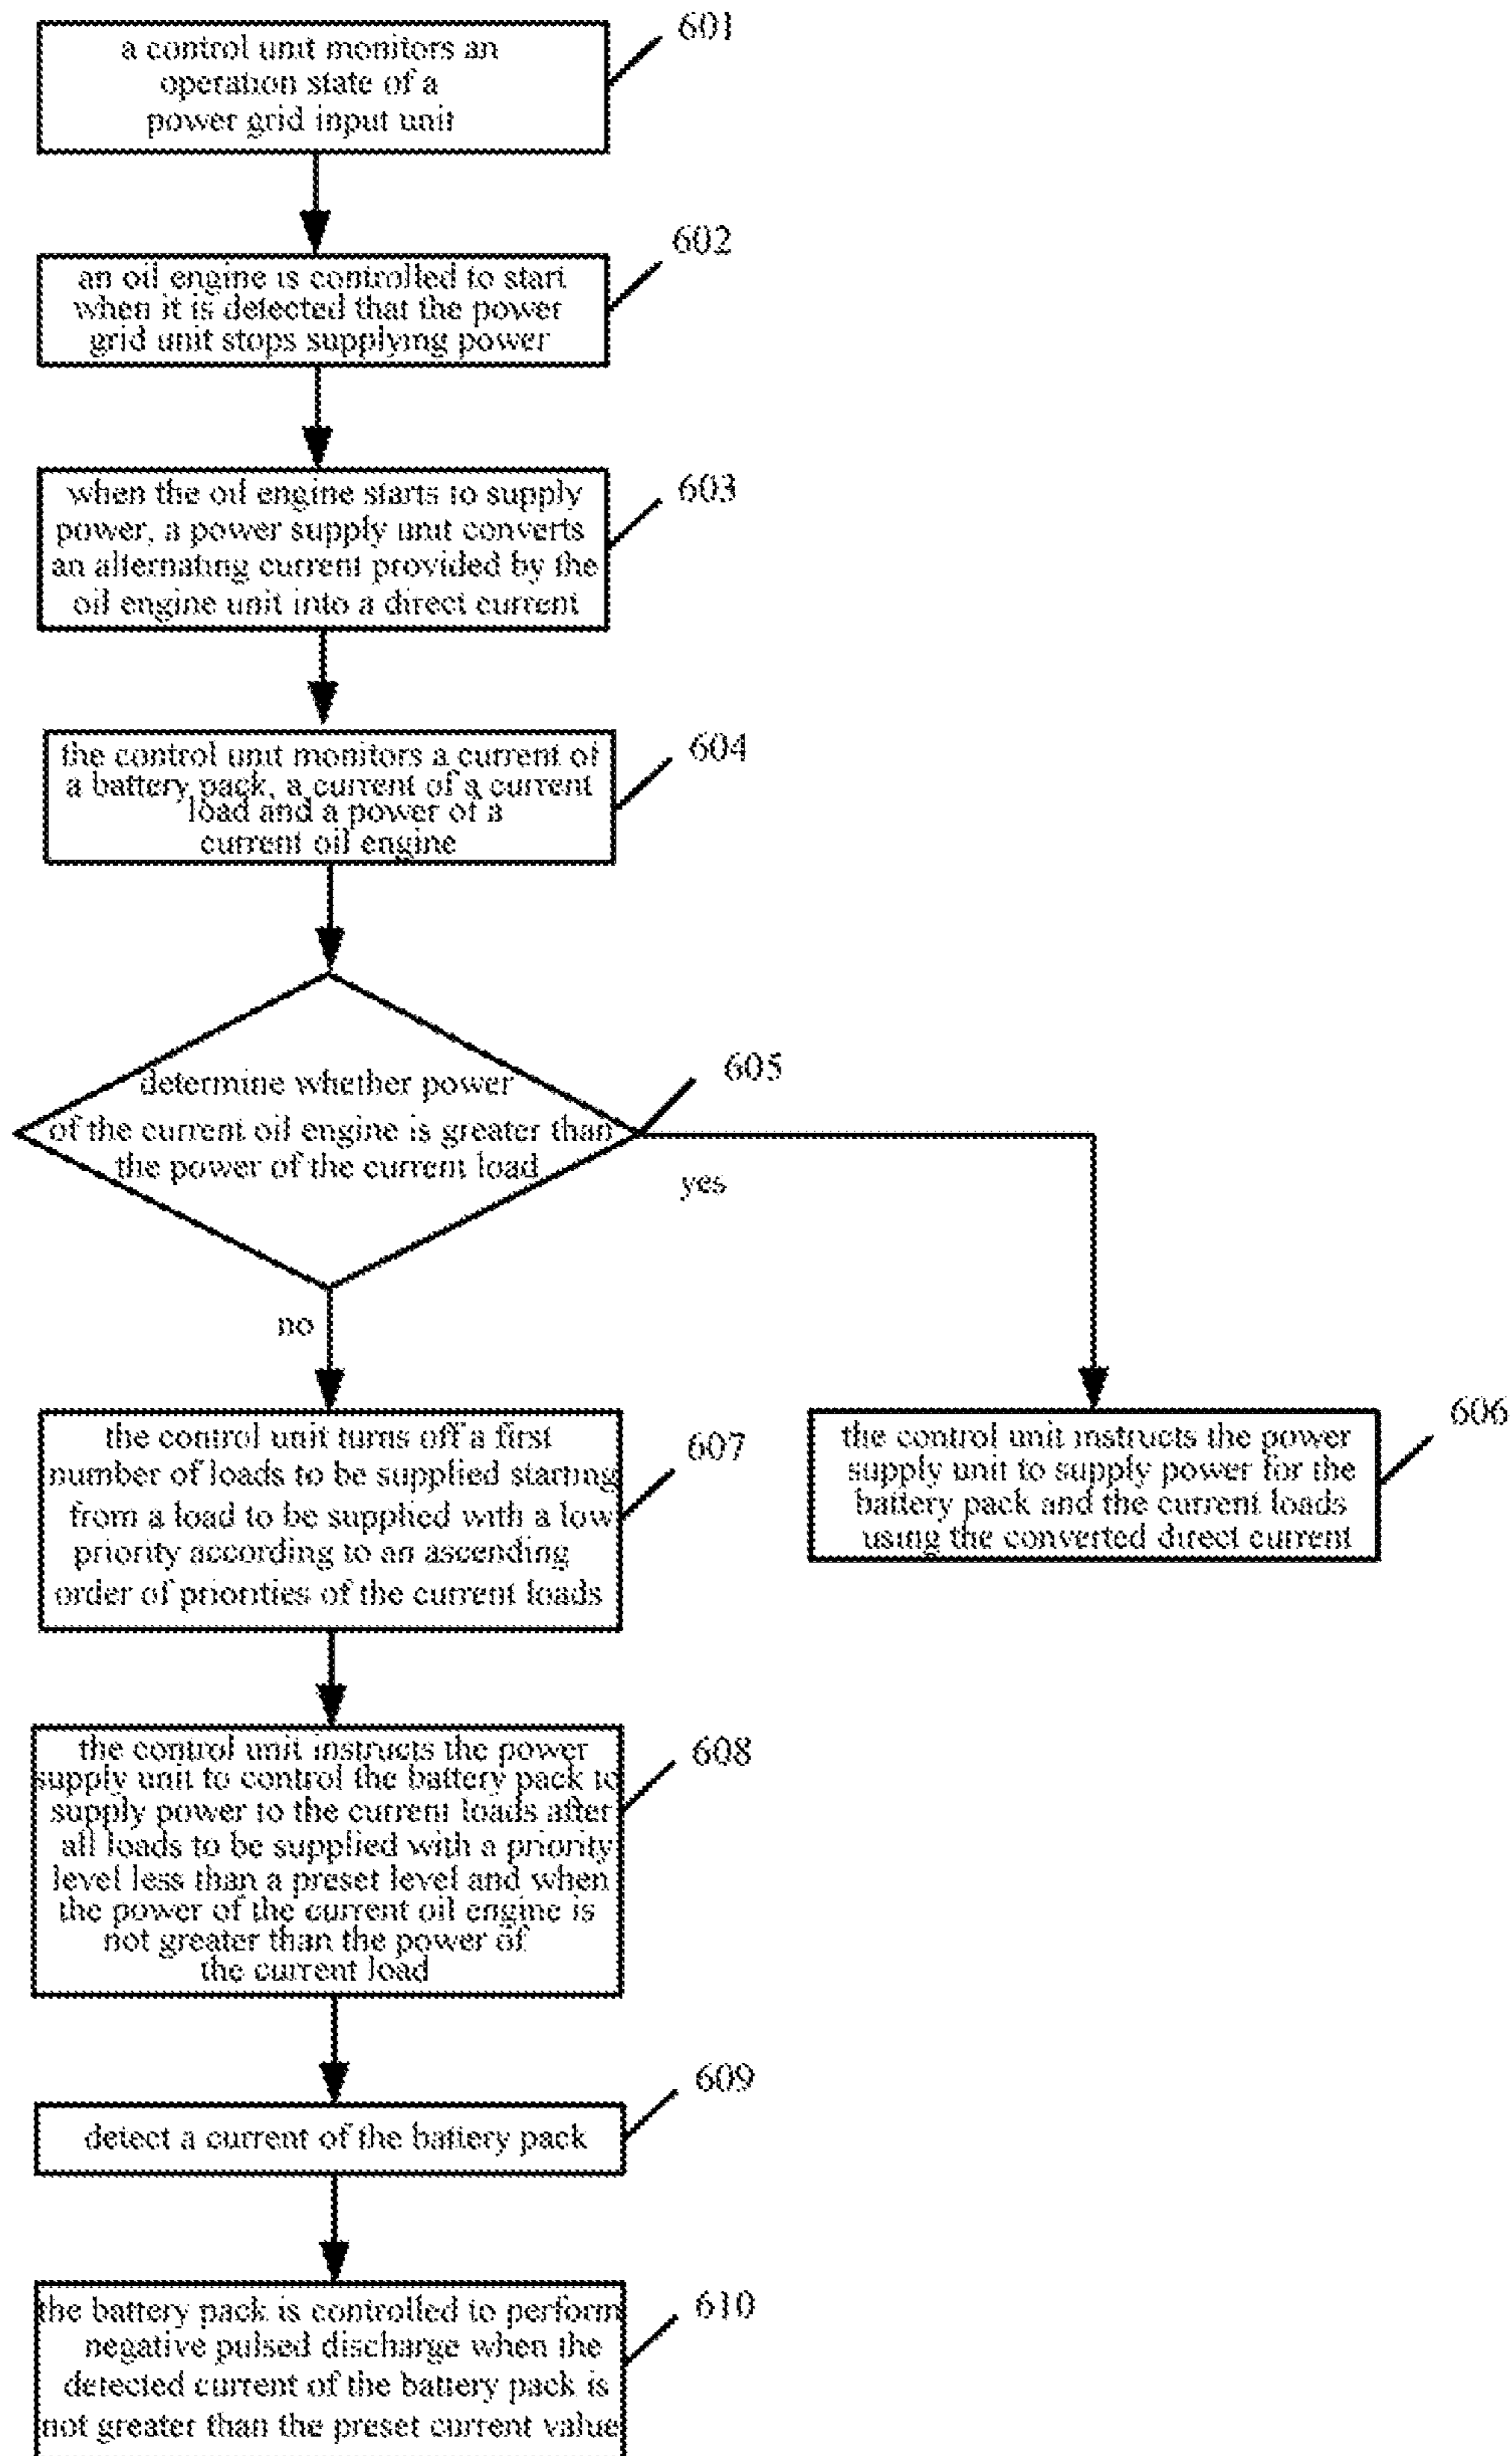 601
a control unit monitors an
operation state of a
power grid input unit
602
an oil engine is controlled to start
when it is detected that the power
grid unit stops supplying power
603
when the oil engine starts to supply
power, a power supply unit converts
an alternating current provided by the
oil engine unit into a direct current
604
the control unit monitors a current of
a battery pack, a current of a current
load and a power of a
current oil engine
605
determine whether power
of the current oil engine is greater than
the power of the current load
yes
no
607
the control unit turns off a first
number of loads to be supplied starting
from a load to be supplied with a low
priority according to an ascending
order of priorities of the current loads
606
the control unit instructs the power
supply unit to supply power for the
battery pack and the current loads
using the converted direct current
608
the control unit instructs the power
supply unit to control the battery pack to
supply power to the current loads after
all loads to be supplied with a priority
level less than a preset level and when
the power of the current oil engine is
not greater than the power of
the current load
609
detect a current of the battery pack
610
the battery pack is controlled to perform
negative pulsed discharge when the
detected current of the battery pack is
not greater than the preset current value